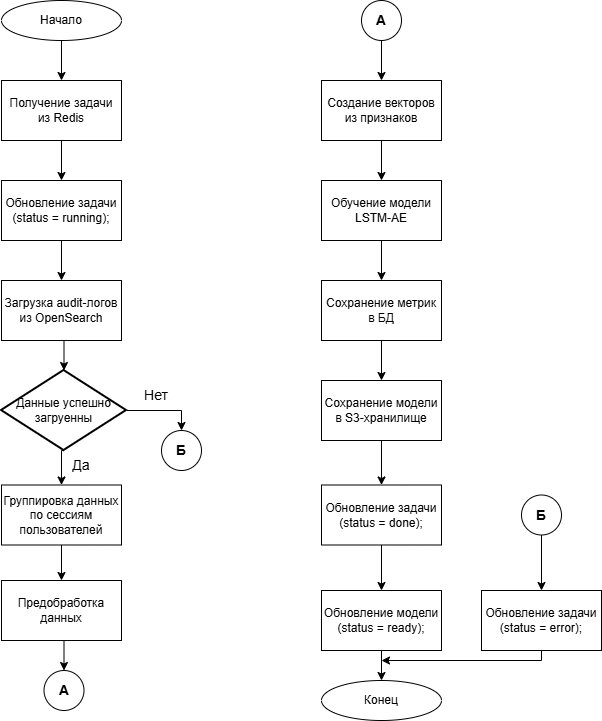 Начало
Получение задачи
из Redis
Обновление задачи
(status = running);
Загрузка audit-логов
из OpenSearch
Данные успешно
загруенны
Нет
Б
Да
Группировка данных
по сессиям
пользователей
Предобработка
данных
А
А
Создание векторов
из признаков
Обучение модели
LSTM-AE
Сохранение метрик
в БД
Сохранение модели
в S3-хранилище
Обновление задачи
(status = done);
Обновление модели
(status = ready);
Б
Обновление задачи
(status = error);
Конец